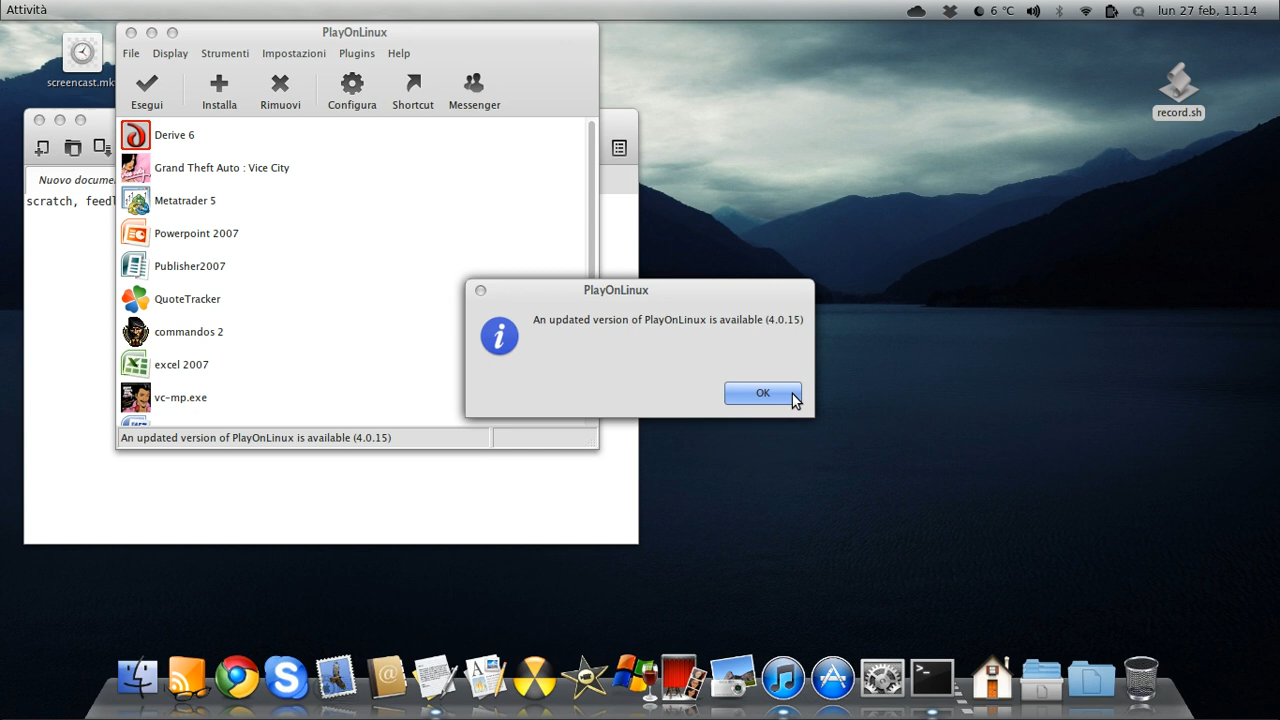 Attività
6 °C
lun 27 feb, 11.14
screencast.mk
record.sh
PlayOnLinux
File Display Strumenti Impostazioni Plugins Help
Esegui Installa Rimuovi Configura Shortcut Messenger
Nuovo docume
scratch, feed
Derive 6
Grand Theft Auto : Vice City
Metatrader 5
Powerpoint 2007
Publisher2007
QuoteTracker
commandos 2
excel 2007
vc-mp.exe
An updated version of PlayOnLinux is available (4.0.15)
PlayOnLinux
An updated version of PlayOnLinux is available (4.0.15)
OK